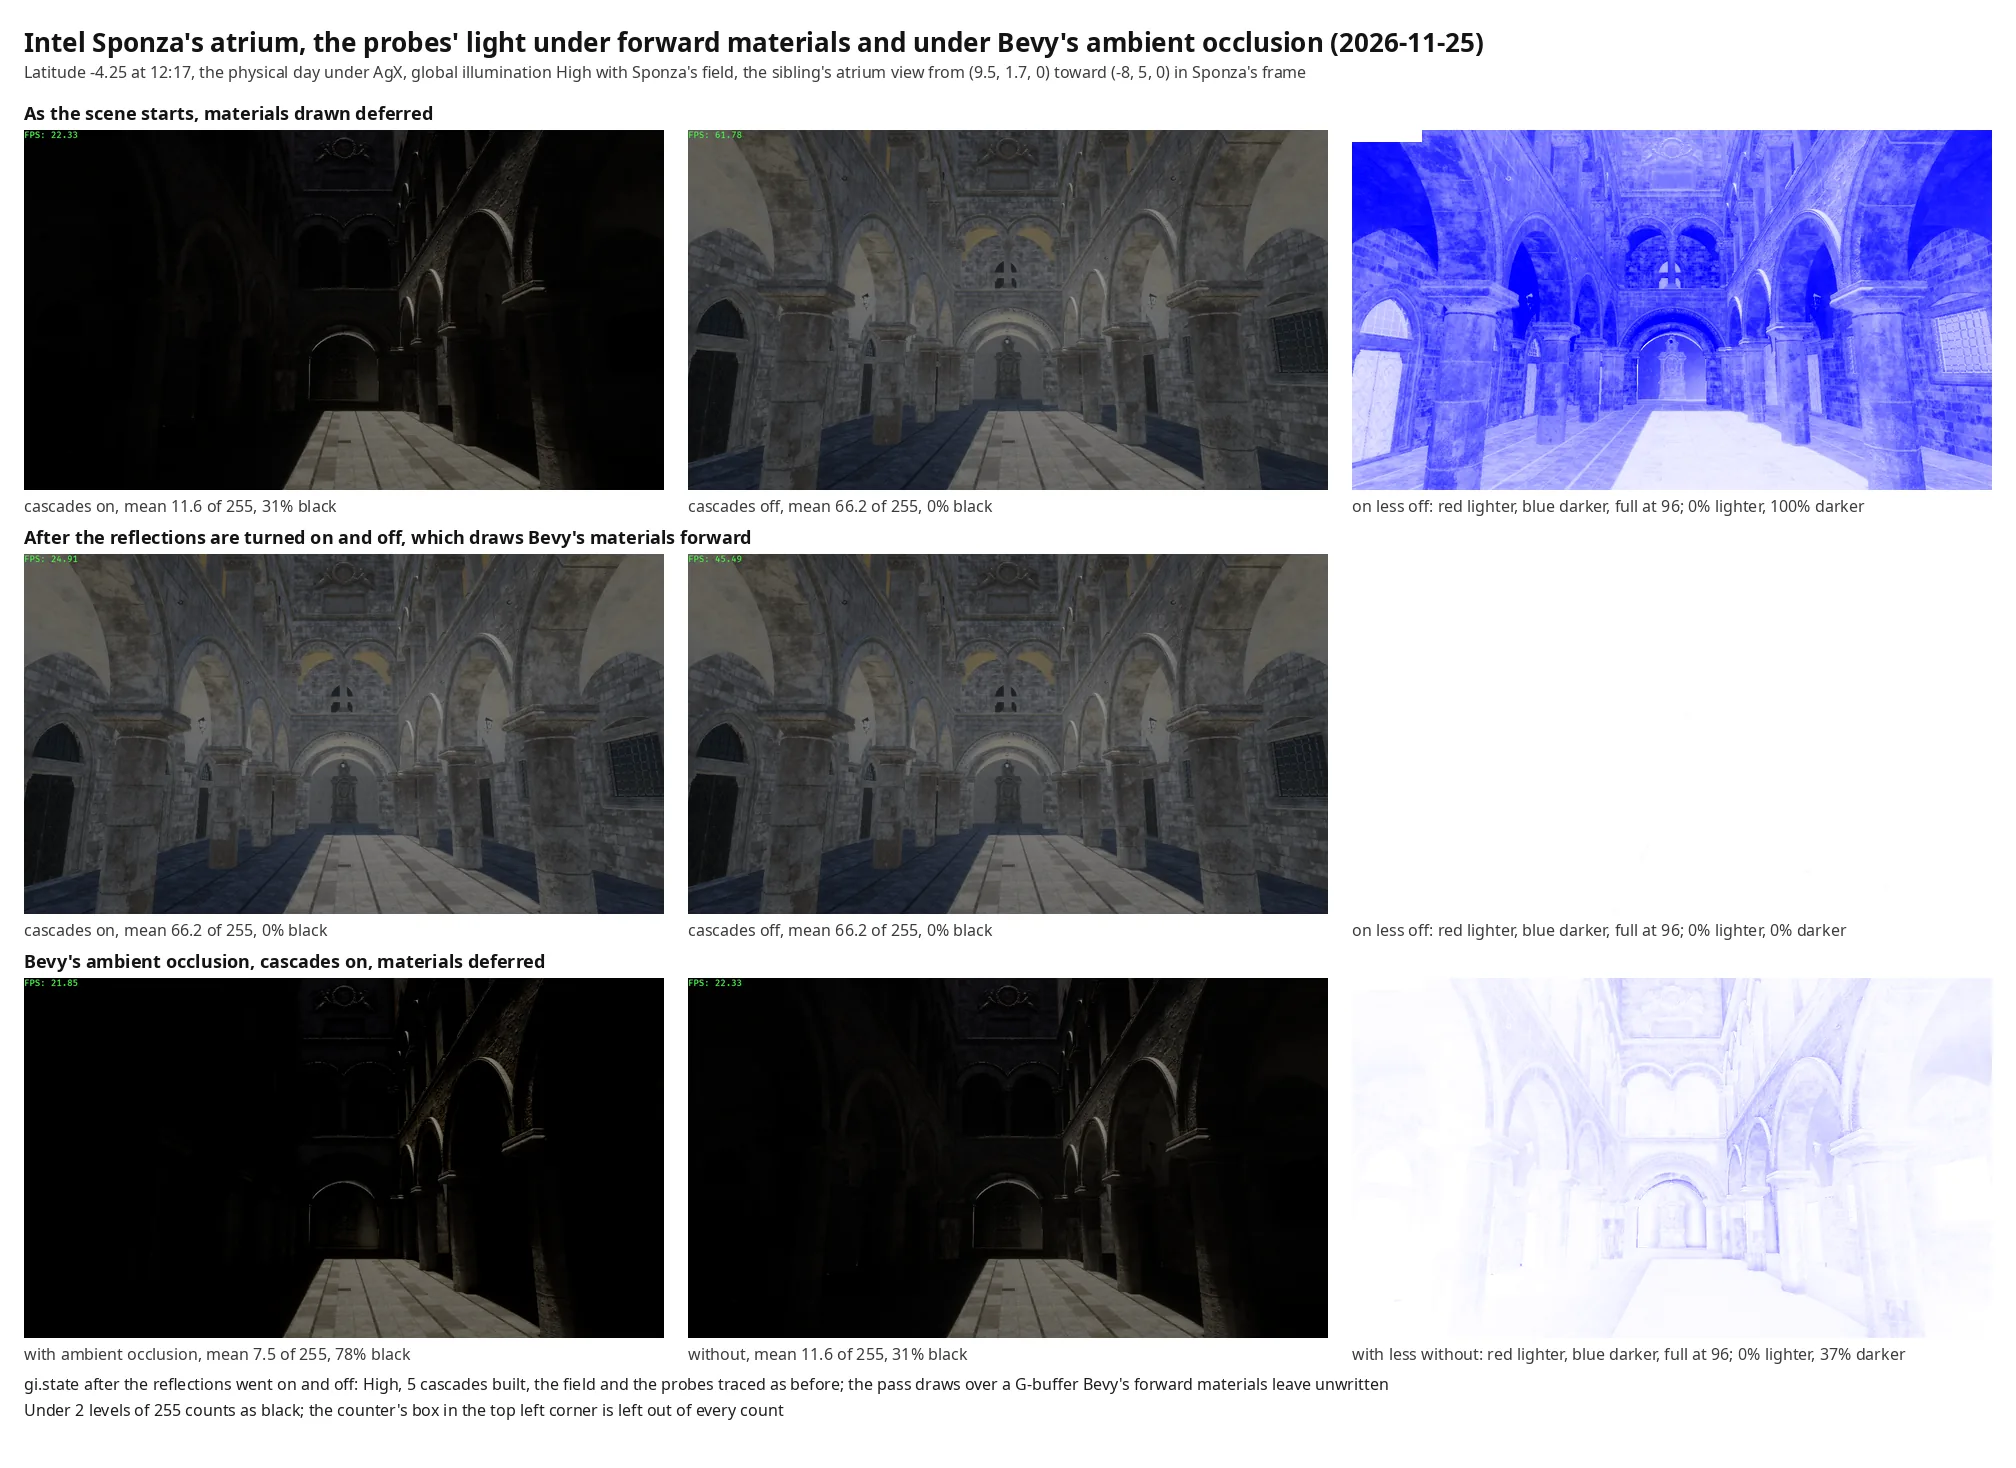 Intel Sponza's atrium, the probes' light under forward materials and under Bevy's ambient occlusion (2026-11-25)
Latitude -4.25 at 12:17, the physical day under AgX, global illumination High with Sponza's field, the sibling's atrium view from (9.5, 1.7, 0) toward (-8, 5, 0) in Sponza's frame
As the scene starts, materials drawn deferred
FPS: 22.33
FPS: 61.78
cascades on, mean 11.6 of 255, 31% black
cascades off, mean 66.2 of 255, 0% black
on less off: red lighter, blue darker, full at 96; 0% lighter, 100% darker
After the reflections are turned on and off, which draws Bevy's materials forward
FPS: 24.91
FPS: 45.49
cascades on, mean 66.2 of 255, 0% black
cascades off, mean 66.2 of 255, 0% black
on less off: red lighter, blue darker, full at 96; 0% lighter, 0% darker
Bevy's ambient occlusion, cascades on, materials deferred
FPS: 21.85
FPS: 22.33
with ambient occlusion, mean 7.5 of 255, 78% black
without, mean 11.6 of 255, 31% black
with less without: red lighter, blue darker, full at 96; 0% lighter, 37% darker
gi.state after the reflections went on and off: High, 5 cascades built, the field and the probes traced as before; the pass draws over a G-buffer Bevy's forward materials leave unwritten
Under 2 levels of 255 counts as black; the counter's box in the top left corner is left out of every count